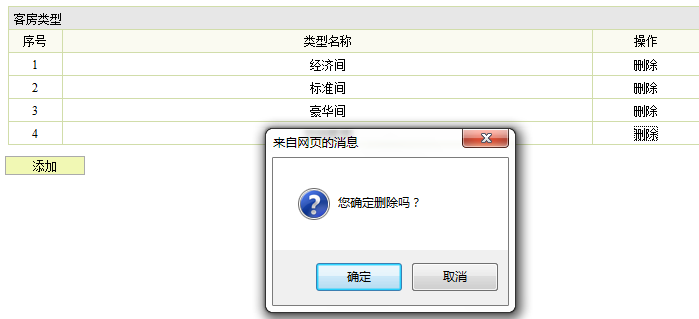 客房类型
序号 类型名称 操作
1 经济间 删除
2 标准间 删除
3 豪华间 删除
4 删除
添加
来自网页的消息
您确定删除吗？
确定 取消